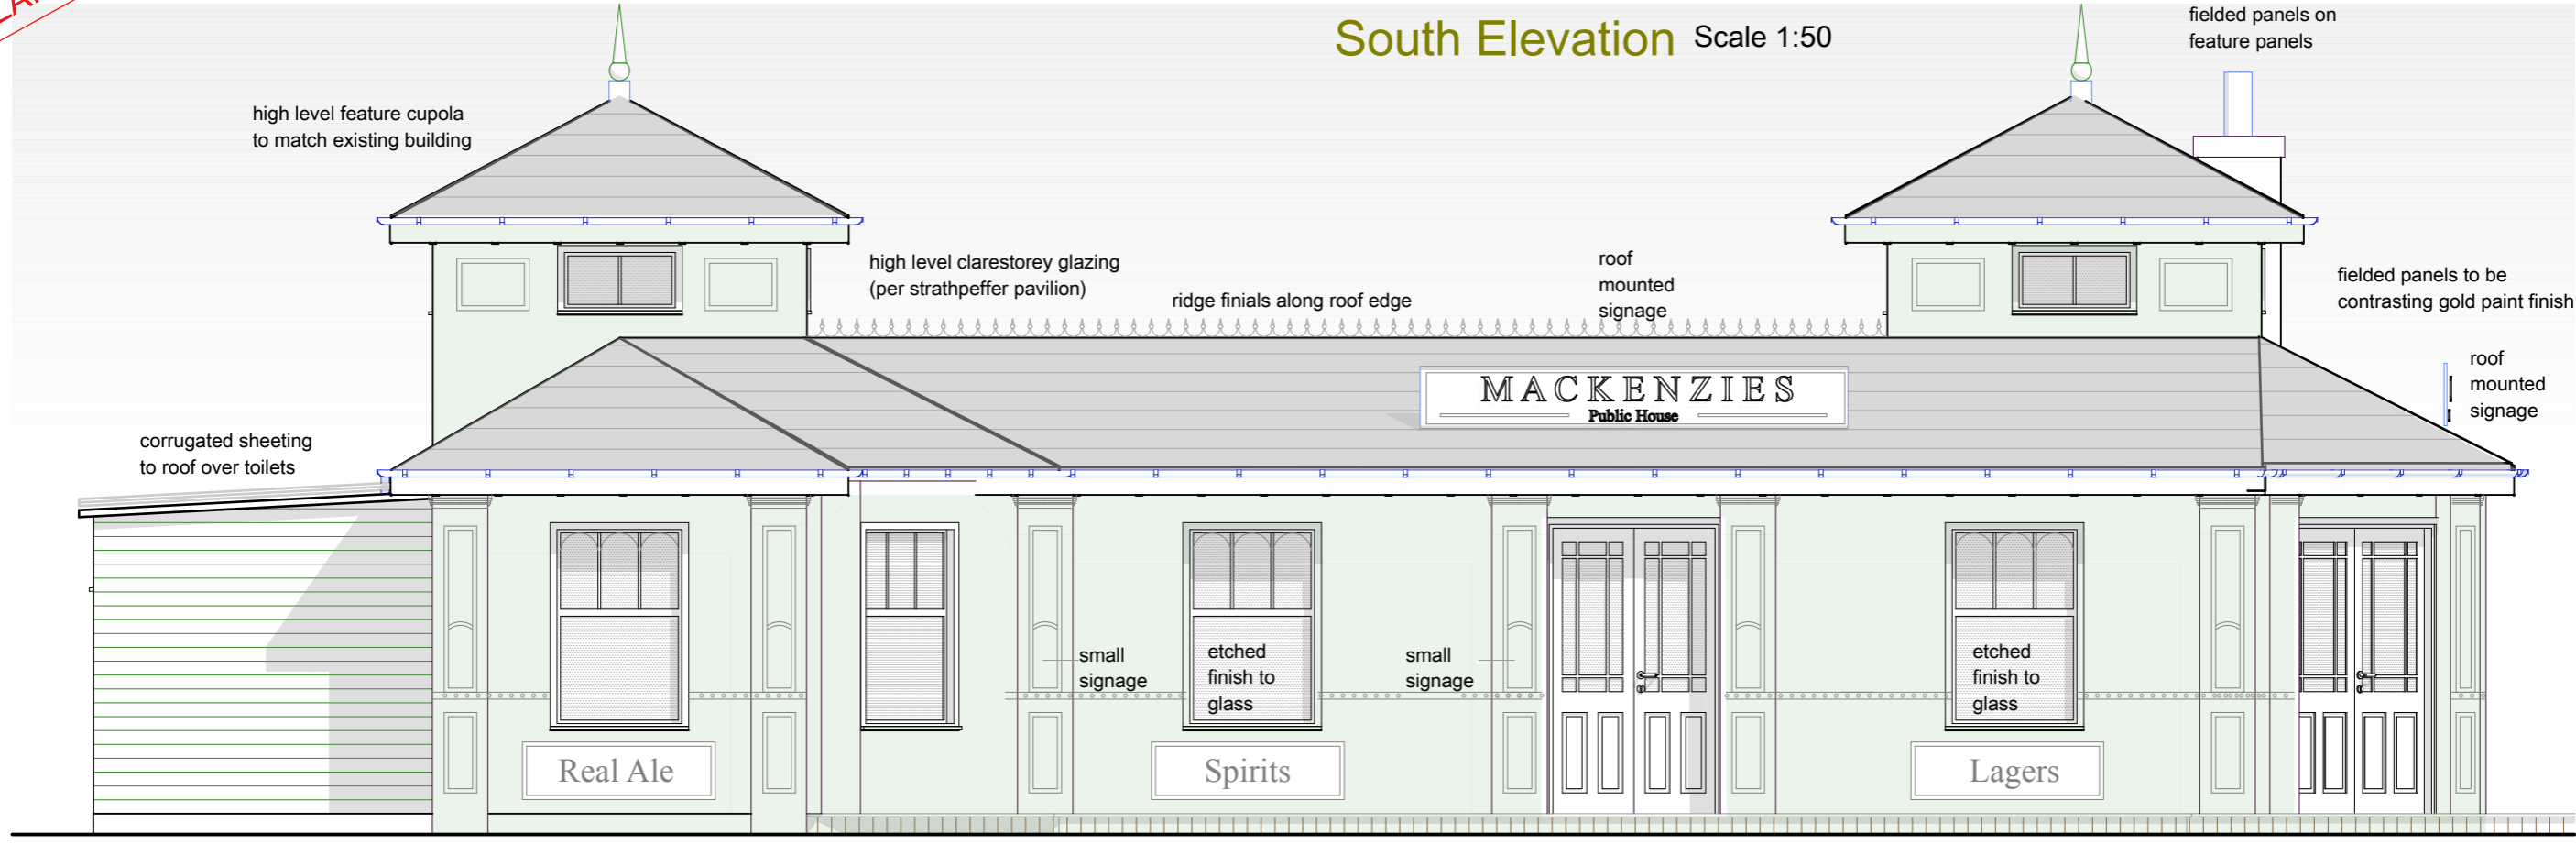 South Elevation Scale 1:50
fielded panels on
feature panels
high level feature cupola
to match existing building
high level clarestorey glazing
(per strathpeffer pavilion)
ridge finials along roof edge
roof
mounted
signage
fielded panels to be
contrasting gold paint finish
roof
mounted
signage
MACKENZIES
Public House
corrugated sheeting
to roof over toilets
small
signage
etched
finish to
glass
small
signage
etched
finish to
glass
Real Ale
Spirits
Lagers